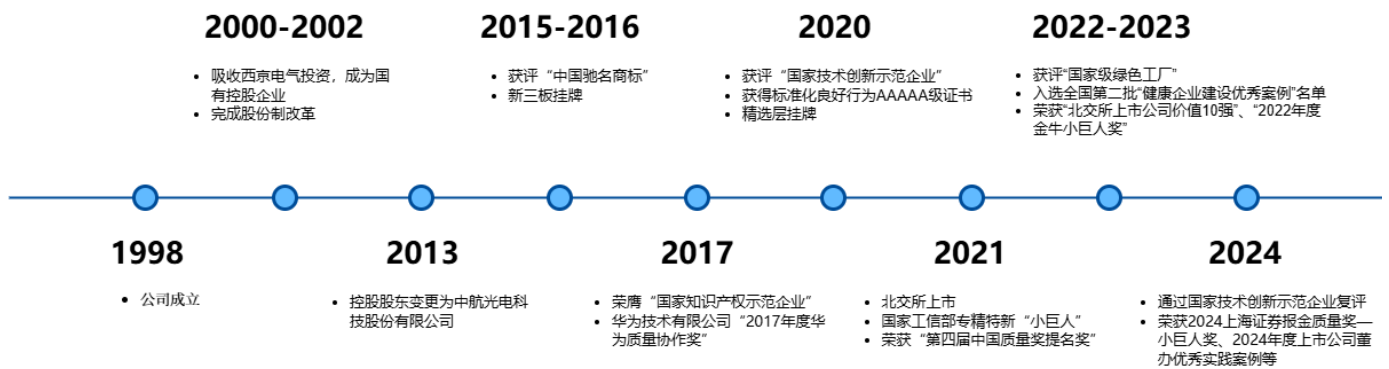 2000-2002
吸收西京电气投资，成为国
有控股企业
完成股份制改革
2015-2016
获评“中国驰名商标”
新三板挂牌
2020
获评“国家技术创新示范企业”
获得标准化良好行为AAAAA级证书
精选层挂牌
2022-2023
获评“国家级绿色工厂”
入选全国第二批“健康企业建设优秀案例”名单
荣获“北交所上市公司价值10强”、“2022年度
金牛小巨人奖”
1998
公司成立
2013
控股股东变更为中航光电科
技股份有限公司
2017
荣膺“国家知识产权示范企业”
华为技术有限公司“2017年度华
为质量协作奖”
2021
北交所上市
国家工信部专精特新“小巨人”
荣获“第四届中国质量奖提名奖”
2024
通过国家技术创新示范企业复评
荣获2024上海证券报金质量奖—
小巨人奖、2024年度上市公司董
办优秀实践案例等